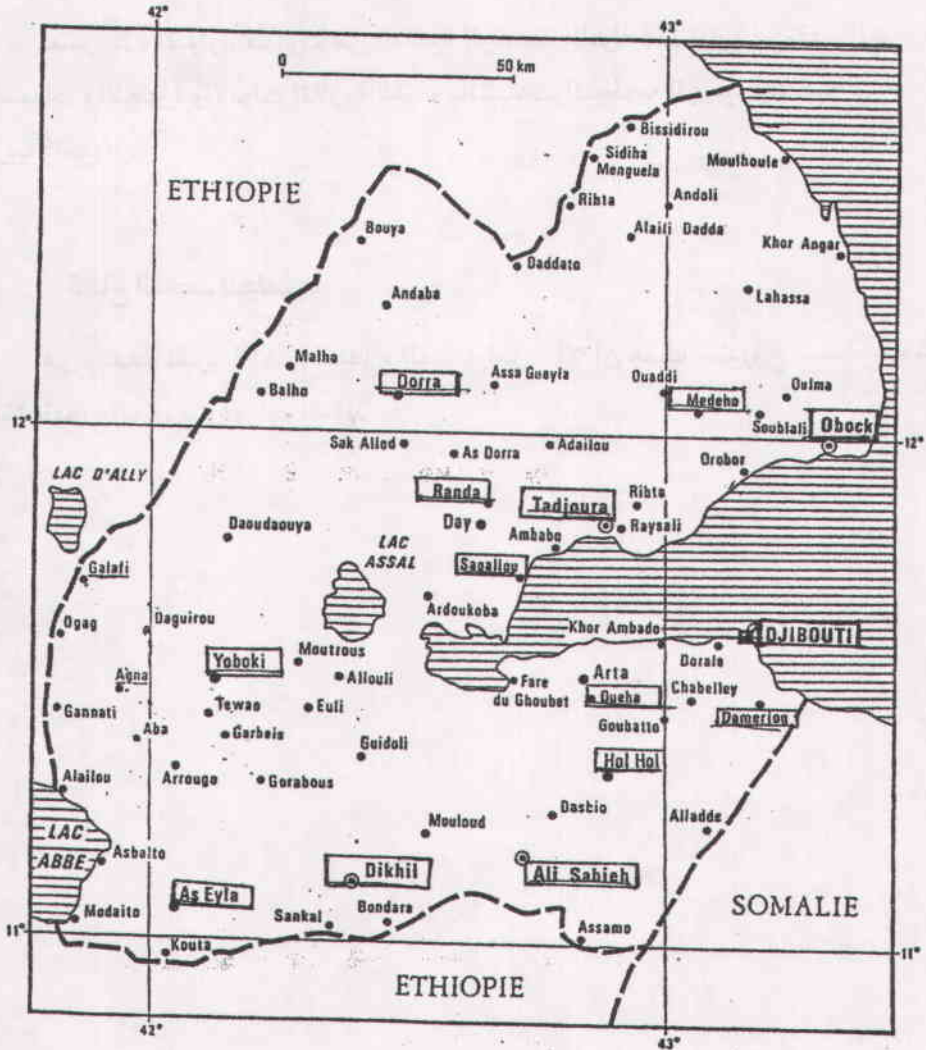 42°
43°
0 50 km
Bissidirou
Sidiha
Menguela
Moulhoule
ETHIOPIE
Ribta
Andoli
Bouya
Alaili Dadda
Khor Angar
Daddato
Andaba
Lahassa
Malho
Balho
Dorra
Assa Guayla
Ouaddi
Medeho
Oulma
Soublali
Obock
12°
12°
Sak Allod
As Dorra
Adailou
Orobor
LAC D'ALLY
Randa
Tadjoura
Ribta
Daoudaouya
Day
Raysali
LAC
ASSAL
Ambabo
Galafi
Sagallou
Ardoukoba
Ogag
Daguirou
Khor Ambado
DJIBOUTI
Moutrous
Dorale
Yoboki
Allouli
Fare
du Ghoubet
Arta
Agna
Chabelley
Oueha
Gannati
Tewao
Euli
Damerjog
Goubatto
Aba
Garbeis
Guidoli
Hol Hol
Alailou
Arrougo
Gorabous
Dasbio
Mouloud
Alladde
LAC
ABBE
Asbalto
Dikhil
Ali Sabieh
As Eyla
SOMALIE
Modaito
Sankal
Bondara
Assamo
11°
11°
Kouta
ETHIOPIE
42°
43°